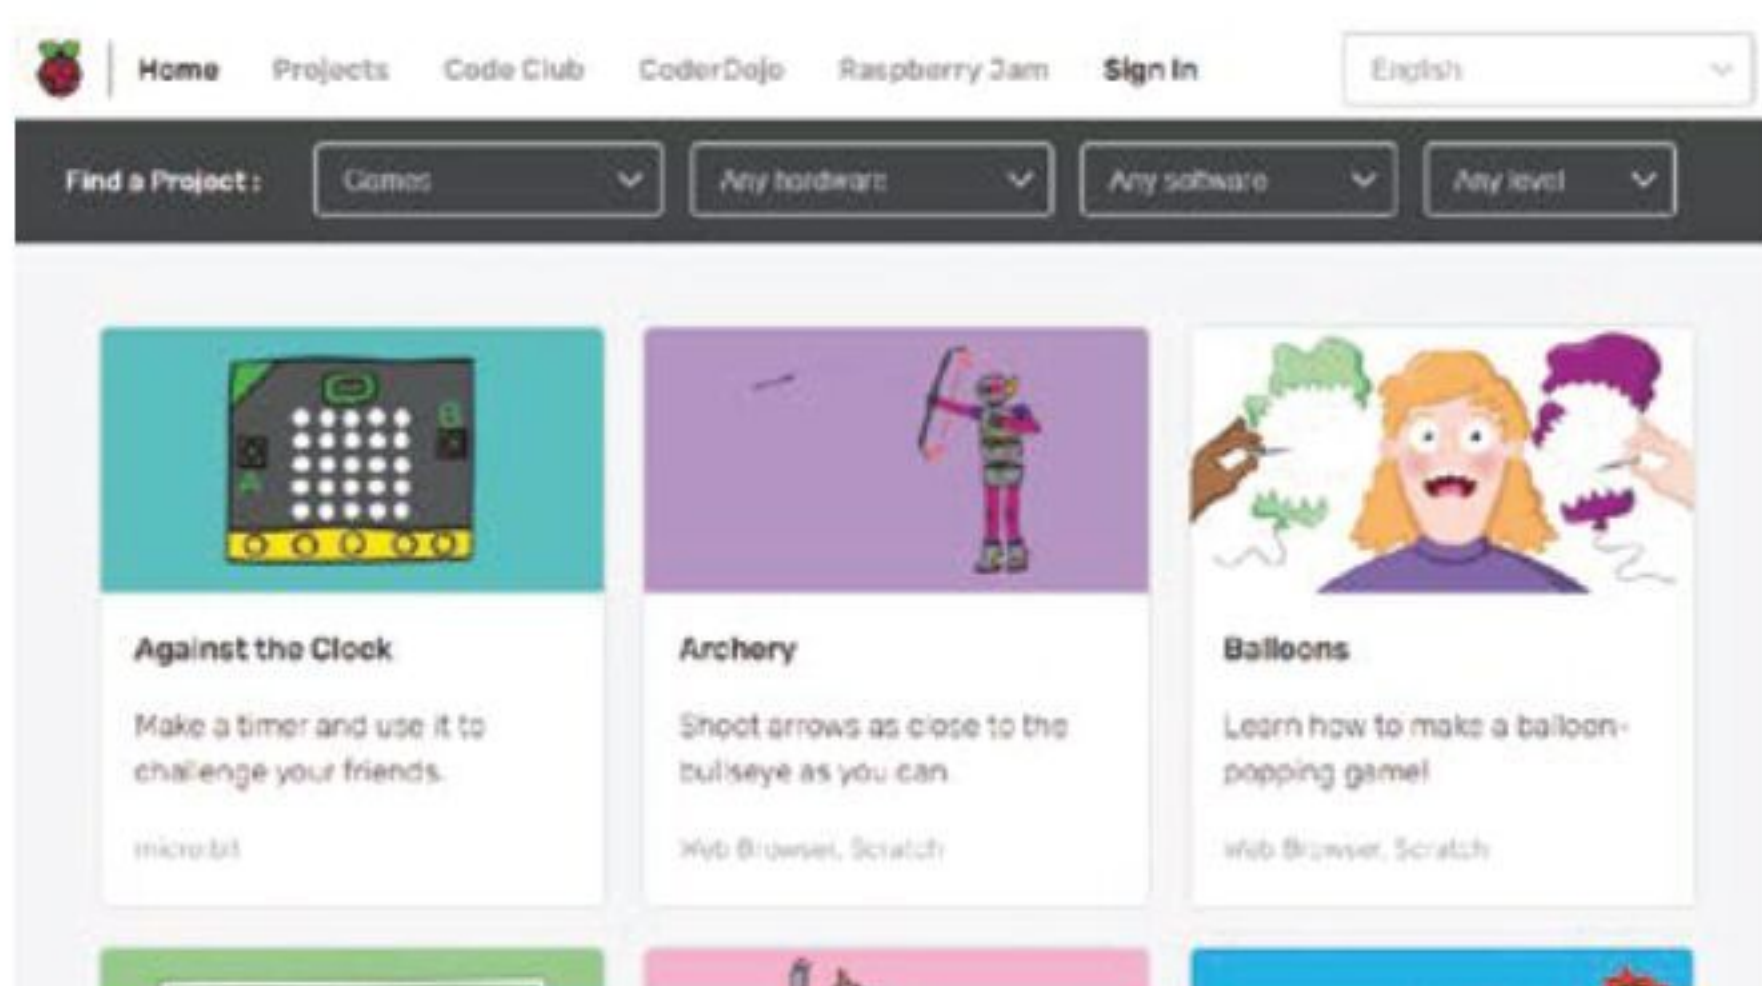 Home Projects Code Club CoderDojo Raspberry Jam Sign In English
Find a Project: Games Any hardware Any software Any level
B
A
Against the Clock
Make a timer and use it to
challenge your friends.
micro:bit
Archery
Shoot arrows as close to the
bullseye as you can
Web Browser, Scratch
Balloons
Learn how to make a balloon-
popping game!
Web Browser, Scratch